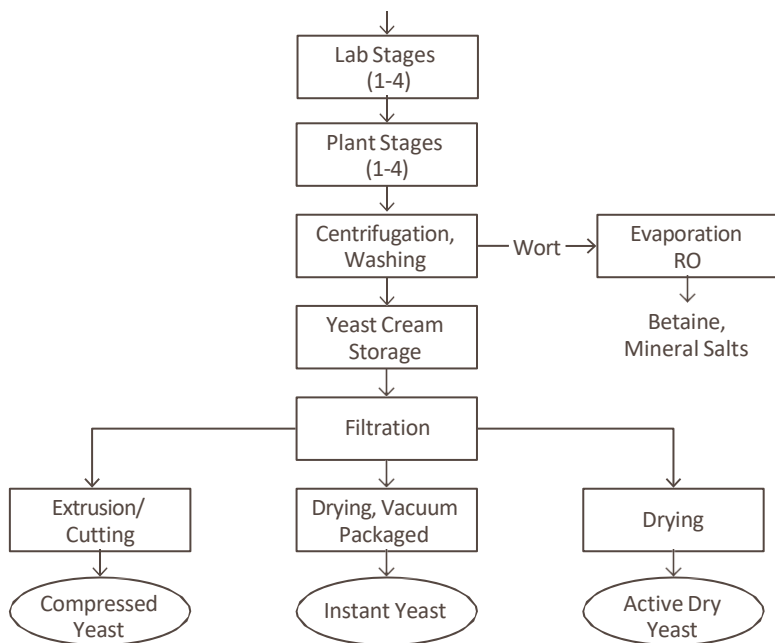 Lab Stages
(1-4)
Plant Stages
(1-4)
Centrifugation,
Washing
Wort
Evaporation
RO
Yeast Cream
Storage
Betaine,
Mineral Salts
Filtration
Extrusion/
Cutting
Drying, Vacuum
Packaged
Drying
Compressed
Yeast
Instant Yeast
Active Dry
Yeast